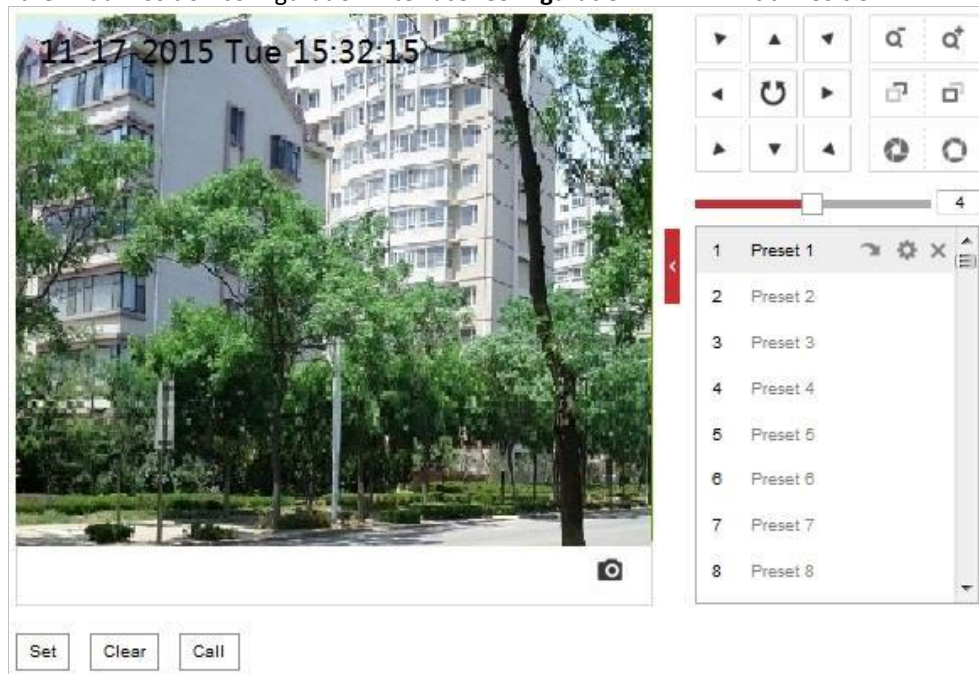 11-17-2015 Tue 15:32:15
4
1 Preset 1
2 Preset 2
3 Preset 3
4 Preset 4
5 Preset 5
6 Preset 6
7 Preset 7
8 Preset 8
Set Clear Call